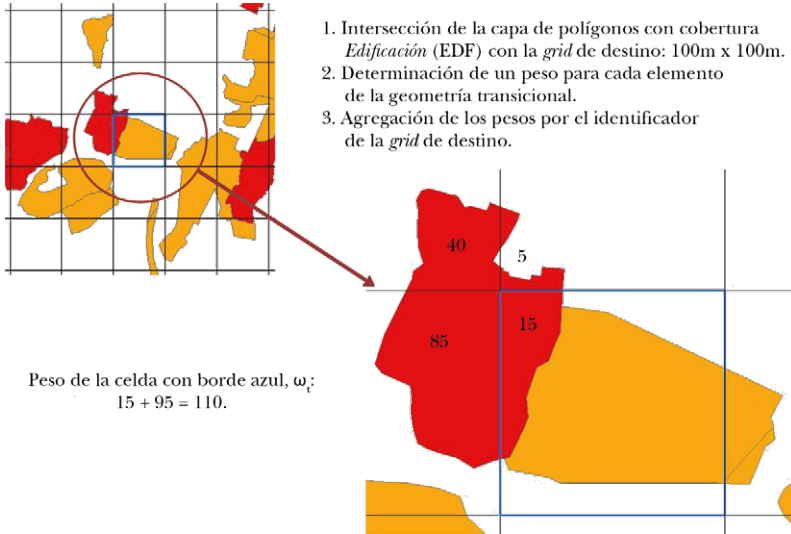 1. Intersección de la capa de polígonos con cobertura
Edificación (EDF) con la grid de destino: 100m x 100m.
2. Determinación de un peso para cada elemento
de la geometría transicional.
3. Agregación de los pesos por el identificador
de la grid de destino.
40
5
15
85
Peso de la celda con borde azul, ωt:
15 + 95 = 110.